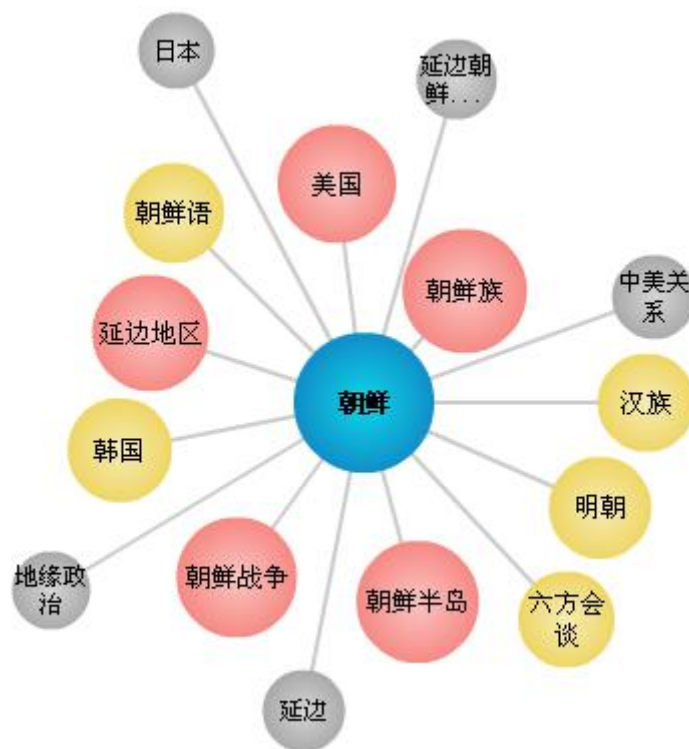 日本
延边朝
鲜...
美国
朝鲜语
朝鲜族
中美关
系
延边地区
朝鲜
汉族
韩国
明朝
地缘政
治
朝鲜战争
朝鲜半岛
六方会
谈
延边